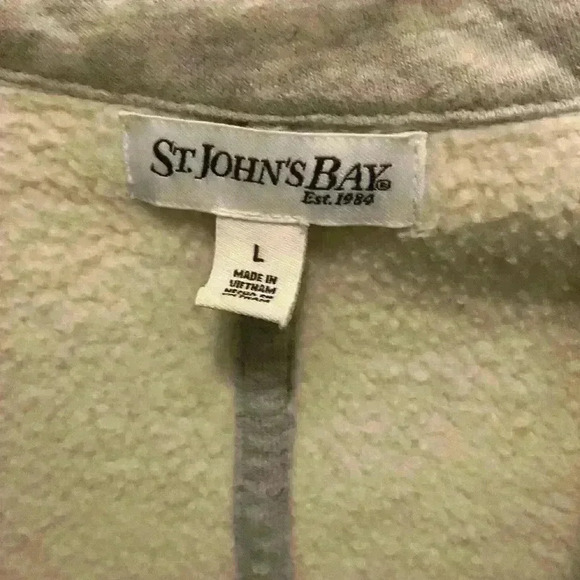 ST. JOHN'S BAY®
Est. 1984
L
MADE IN
VIETNAM